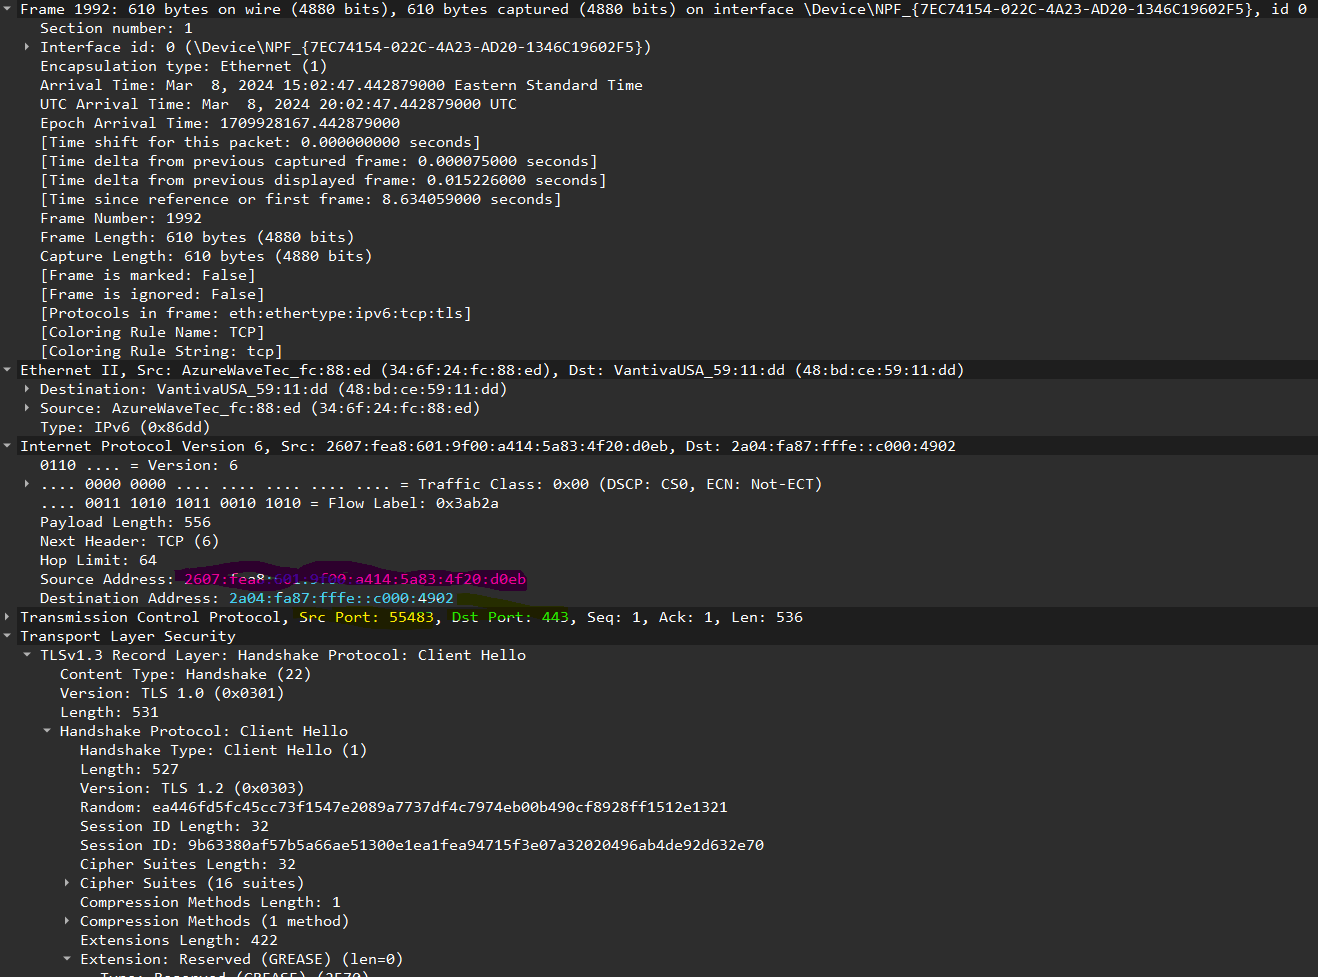 Frame 1992: 610 bytes on wire (4880 bits), 610 bytes captured (4880 bits) on interface \Device\NPF_{7EC74154-022C-4A23-AD20-1346C19602F5}, id 0
Section number: 1
Interface id: 0 (\Device\NPF_{7EC74154-022C-4A23-AD20-1346C19602F5})
Encapsulation type: Ethernet (1)
Arrival Time: Mar  8, 2024 15:02:47.442879000 Eastern Standard Time
UTC Arrival Time: Mar  8, 2024 20:02:47.442879000 UTC
Epoch Arrival Time: 1709928167.442879000
[Time shift for this packet: 0.000000000 seconds]
[Time delta from previous captured frame: 0.000075000 seconds]
[Time delta from previous displayed frame: 0.015226000 seconds]
[Time since reference or first frame: 8.634059000 seconds]
Frame Number: 1992
Frame Length: 610 bytes (4880 bits)
Capture Length: 610 bytes (4880 bits)
[Frame is marked: False]
[Frame is ignored: False]
[Protocols in frame: eth:ethertype:ipv6:tcp:tls]
[Coloring Rule Name: TCP]
[Coloring Rule String: tcp]
Ethernet II, Src: AzureWaveTec_fc:88:ed (34:6f:24:fc:88:ed), Dst: VantivaUSA_59:11:dd (48:bd:ce:59:11:dd)
Destination: VantivaUSA_59:11:dd (48:bd:ce:59:11:dd)
Source: AzureWaveTec_fc:88:ed (34:6f:24:fc:88:ed)
Type: IPv6 (0x86dd)
Internet Protocol Version 6, Src: 2607:fea8:601:9f00:a414:5a83:4f20:d0eb, Dst: 2a04:fa87:fffe::c000:4902
0110 .... = Version: 6
.... 0000 0000 .... .... .... .... .... = Traffic Class: 0x00 (DSCP: CS0, ECN: Not-ECT)
.... 0011 1010 1011 0010 1010 = Flow Label: 0x3ab2a
Payload Length: 556
Next Header: TCP (6)
Hop Limit: 64
Source Address: 2607:fea8:601:9f00:a414:5a83:4f20:d0eb
Destination Address: 2a04:fa87:fffe::c000:4902
Transmission Control Protocol, Src Port: 55483, Dst Port: 443, Seq: 1, Ack: 1, Len: 536
Transport Layer Security
TLSv1.3 Record Layer: Handshake Protocol: Client Hello
Content Type: Handshake (22)
Version: TLS 1.0 (0x0301)
Length: 531
Handshake Protocol: Client Hello
Handshake Type: Client Hello (1)
Length: 527
Version: TLS 1.2 (0x0303)
Random: ea446fd5fc45cc73f1547e2089a7737df4c7974eb00b490cf8928ff1512e1321
Session ID Length: 32
Session ID: 9b63380af57b5a66ae51300e1ea1fea94715f3e07a32020496ab4de92d632e70
Cipher Suites Length: 32
Cipher Suites (16 suites)
Compression Methods Length: 1
Compression Methods (1 method)
Extensions Length: 422
Extension: Reserved (GREASE) (len=0)